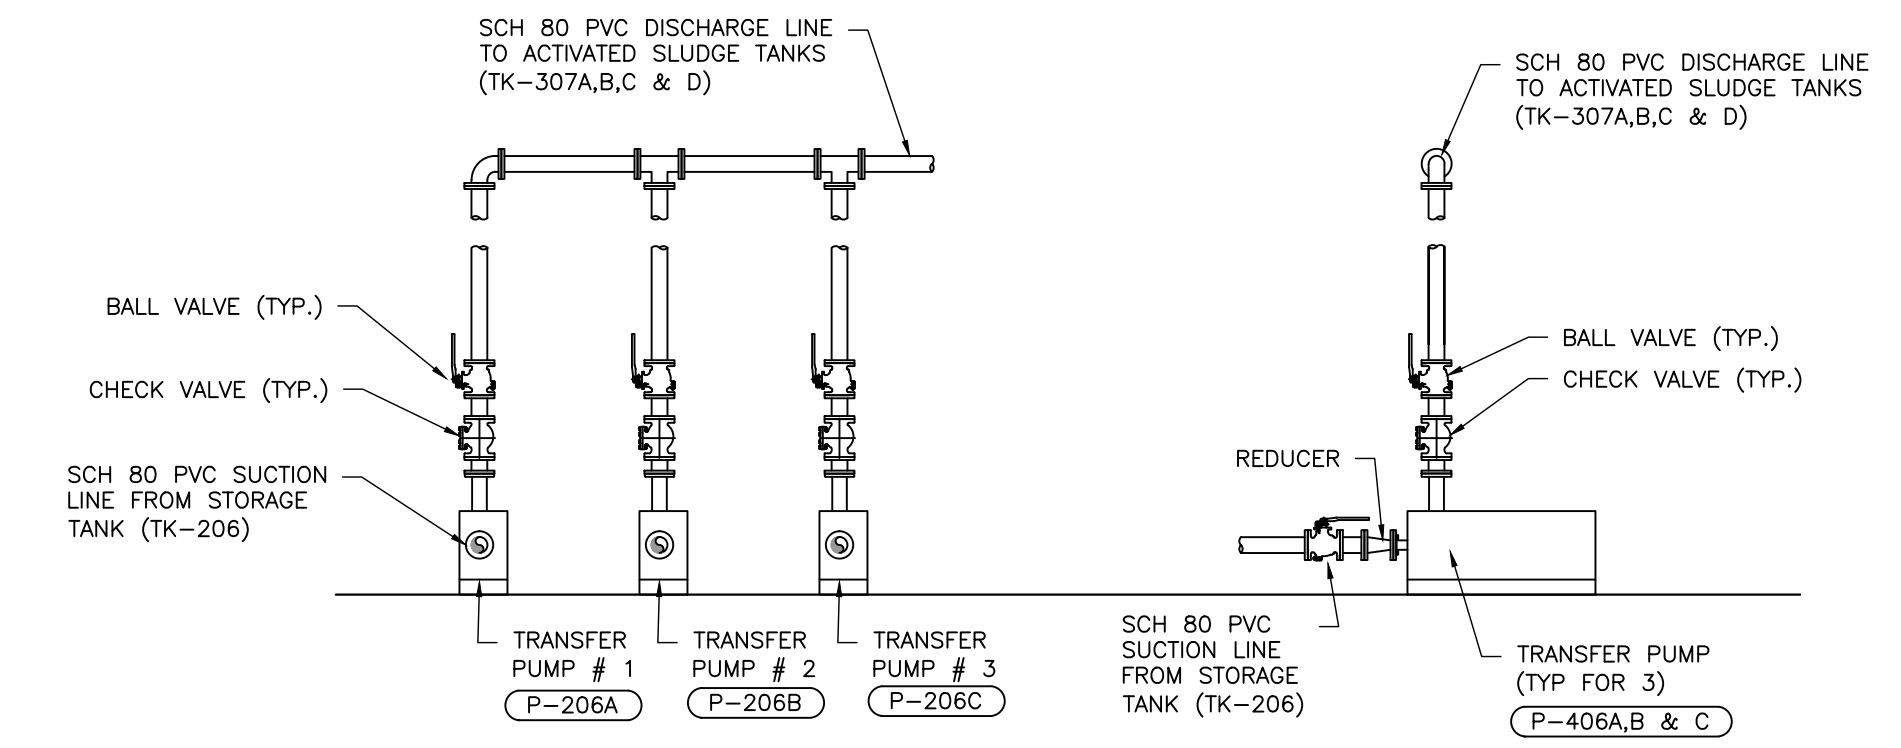 SCH 80 PVC DISCHARGE LINE
TO ACTIVATED SLUDGE TANKS
(TK-307A,B,C & D)
BALL VALVE (TYP.)
CHECK VALVE (TYP.)
SCH 80 PVC SUCTION
LINE FROM STORAGE
TANK (TK-206)
TRANSFER
PUMP # 1
P-206A
TRANSFER
PUMP # 2
P-206B
TRANSFER
PUMP # 3
P-206C
SCH 80 PVC DISCHARGE LINE
TO ACTIVATED SLUDGE TANKS
(TK-307A,B,C & D)
BALL VALVE (TYP.)
CHECK VALVE (TYP.)
REDUCER
SCH 80 PVC
SUCTION LINE
FROM STORAGE
TANK (TK-206)
TRANSFER PUMP
(TYP FOR 3)
P-406A,B & C